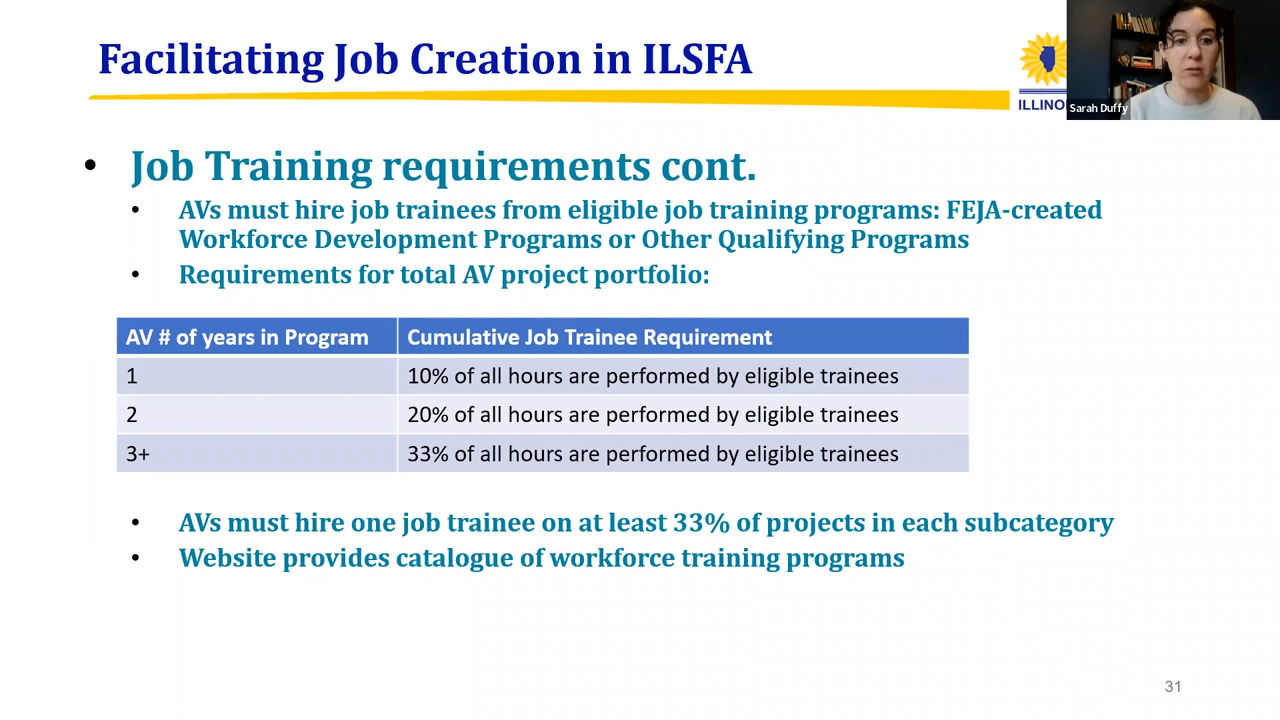 Facilitating Job Creation in ILSFA
ILLINO
Sarah Duffy
• Job Training requirements cont.
• AVs must hire job trainees from eligible job training programs: FEJA-created
Workforce Development Programs or Other Qualifying Programs
• Requirements for total AV project portfolio:
AV # of years in Program Cumulative Job Trainee Requirement
1 10% of all hours are performed by eligible trainees
2 20% of all hours are performed by eligible trainees
3+ 33% of all hours are performed by eligible trainees
• AVs must hire one job trainee on at least 33% of projects in each subcategory
• Website provides catalogue of workforce training programs
31